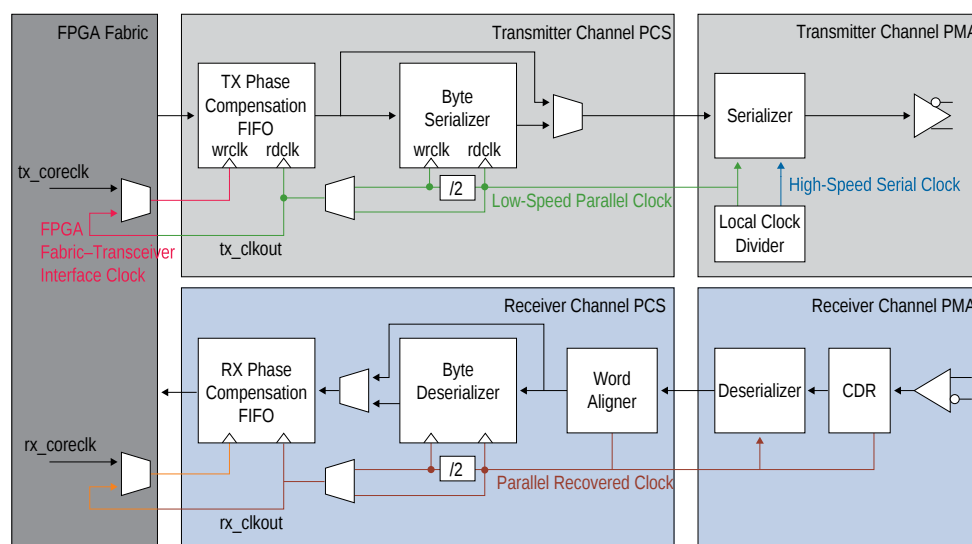 FPGA Fabric
Transmitter Channel PCS
Transmitter Channel PMA
TX Phase
Compensation
FIFO
wrclk
rdclk
Byte
Serializer
wrclk
rdclk
Serializer
tx_coreclk
/2
Low-Speed Parallel Clock
High-Speed Serial Clock
Local Clock
Divider
FPGA
Fabric–Transceiver
Interface Clock
tx_clkout
Receiver Channel PCS
Receiver Channel PMA
RX Phase
Compensation
FIFO
Byte
Deserializer
Word
Aligner
Deserializer
CDR
rx_coreclk
/2
Parallel Recovered Clock
rx_clkout